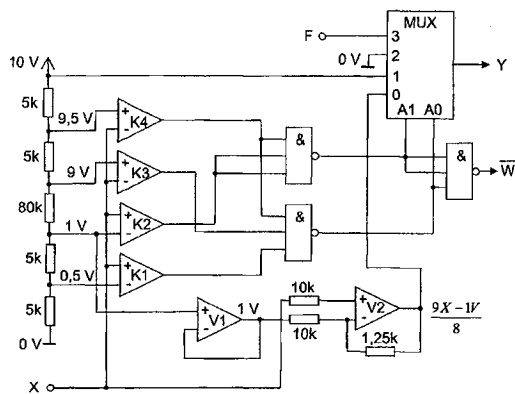 MUX
F
3
0 V
2
Y
10 V
1
0
5k
9,5 V
+
-
K4
A1 A0
5k
&
&
W
9 V
+
-
K3
80k
+
-
K2
1 V
&
5k
+
-
K1
0,5 V
5k
10k
+
-
V2
1 V
+
-
V1
10k
1,25k
9X - 1V
8
0 V
X